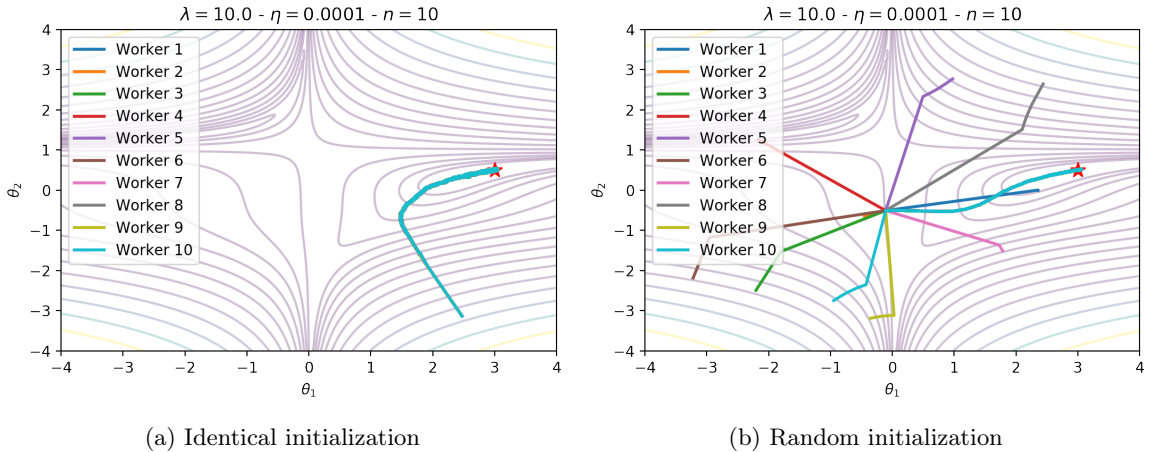 λ = 10.0 - η = 0.0001 - n = 10
4
3
2
1
0
−1
−2
−3
−4
θ2
Worker 1
Worker 2
Worker 3
Worker 4
Worker 5
Worker 6
Worker 7
Worker 8
Worker 9
Worker 10
−4 −3 −2 −1 0 1 2 3 4
θ1
(a) Identical initialization
λ = 10.0 - η = 0.0001 - n = 10
4
3
2
1
0
−1
−2
−3
−4
θ2
Worker 1
Worker 2
Worker 3
Worker 4
Worker 5
Worker 6
Worker 7
Worker 8
Worker 9
Worker 10
−4 −3 −2 −1 0 1 2 3 4
θ1
(b) Random initialization